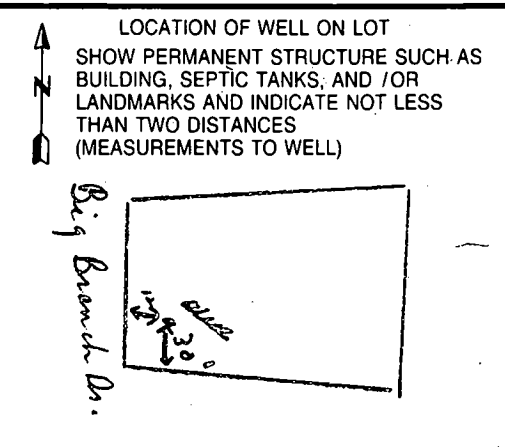 LOCATION OF WELL ON LOT
SHOW PERMANENT STRUCTURE SUCH AS
BUILDING, SEPTIC TANKS, AND /OR
LANDMARKS AND INDICATE NOT LESS
THAN TWO DISTANCES
(MEASUREMENTS TO WELL)
N
Big Branch Dr.
30'